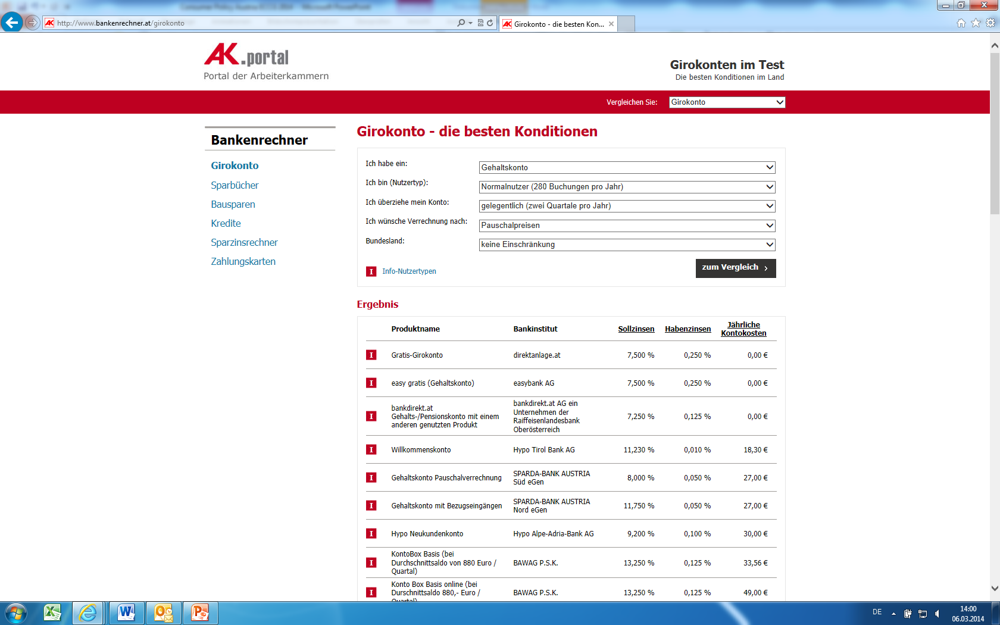 http://www.bankenrechner.at/girokonto
Girokonto - die besten Kon...
AK.portal
Portal der Arbeiterkammern
Girokonten im Test
Die besten Konditionen im Land
Vergleichen Sie: Girokonto
Bankenrechner
Girokonto
Sparbücher
Bausparen
Kredite
Sparzinsrechner
Zahlungskarten
Girokonto - die besten Konditionen
Ich habe ein: Gehaltskonto
Ich bin (Nutzertyp): Normalnutzer (280 Buchungen pro Jahr)
Ich überziehe mein Konto: gelegentlich (zwei Quartale pro Jahr)
Ich wünsche Verrechnung nach: Pauschalpreisen
Bundesland: keine Einschränkung
Info-Nutzertypen
zum Vergleich
Ergebnis
Produktname Bankinstitut Sollzinsen Habenzinsen Jährliche
Kontokosten
Gratis-Girokonto direktanlage.at 7,500 % 0,250 % 0,00 €
easy gratis (Gehaltskonto) easybank AG 7,500 % 0,250 % 0,00 €
bankdirekt.at
Gehalts-/Pensionskonto mit einem
anderen genutzten Produkt
bankdirekt.at AG ein
Unternehmen der
Raiffeisenlandesbank
Oberösterreich
7,250 % 0,125 % 0,00 €
Willkommenskonto Hypo Tirol Bank AG 11,230 % 0,010 % 18,30 €
Gehaltskonto Pauschalverrechnung
SPARDA-BANK AUSTRIA
Süd eGen
8,000 % 0,050 % 27,00 €
Gehaltskonto mit Bezugseingängen
SPARDA-BANK AUSTRIA
Nord eGen
11,750 % 0,050 % 27,00 €
Hypo Neukundenkonto Hypo Alpe-Adria-Bank AG 9,200 % 0,100 % 30,00 €
KontoBox Basis (bei
Durchschnittsaldo von 880 Euro /
Quartal)
BAWAG P.S.K. 13,250 % 0,125 % 33,56 €
Konto Box Basis online (bei
Durschnittsaldo 880,- Euro /
Quartal)
BAWAG P.S.K. 13,250 % 0,125 % 49,00 €
DE
14:00
06.03.2014